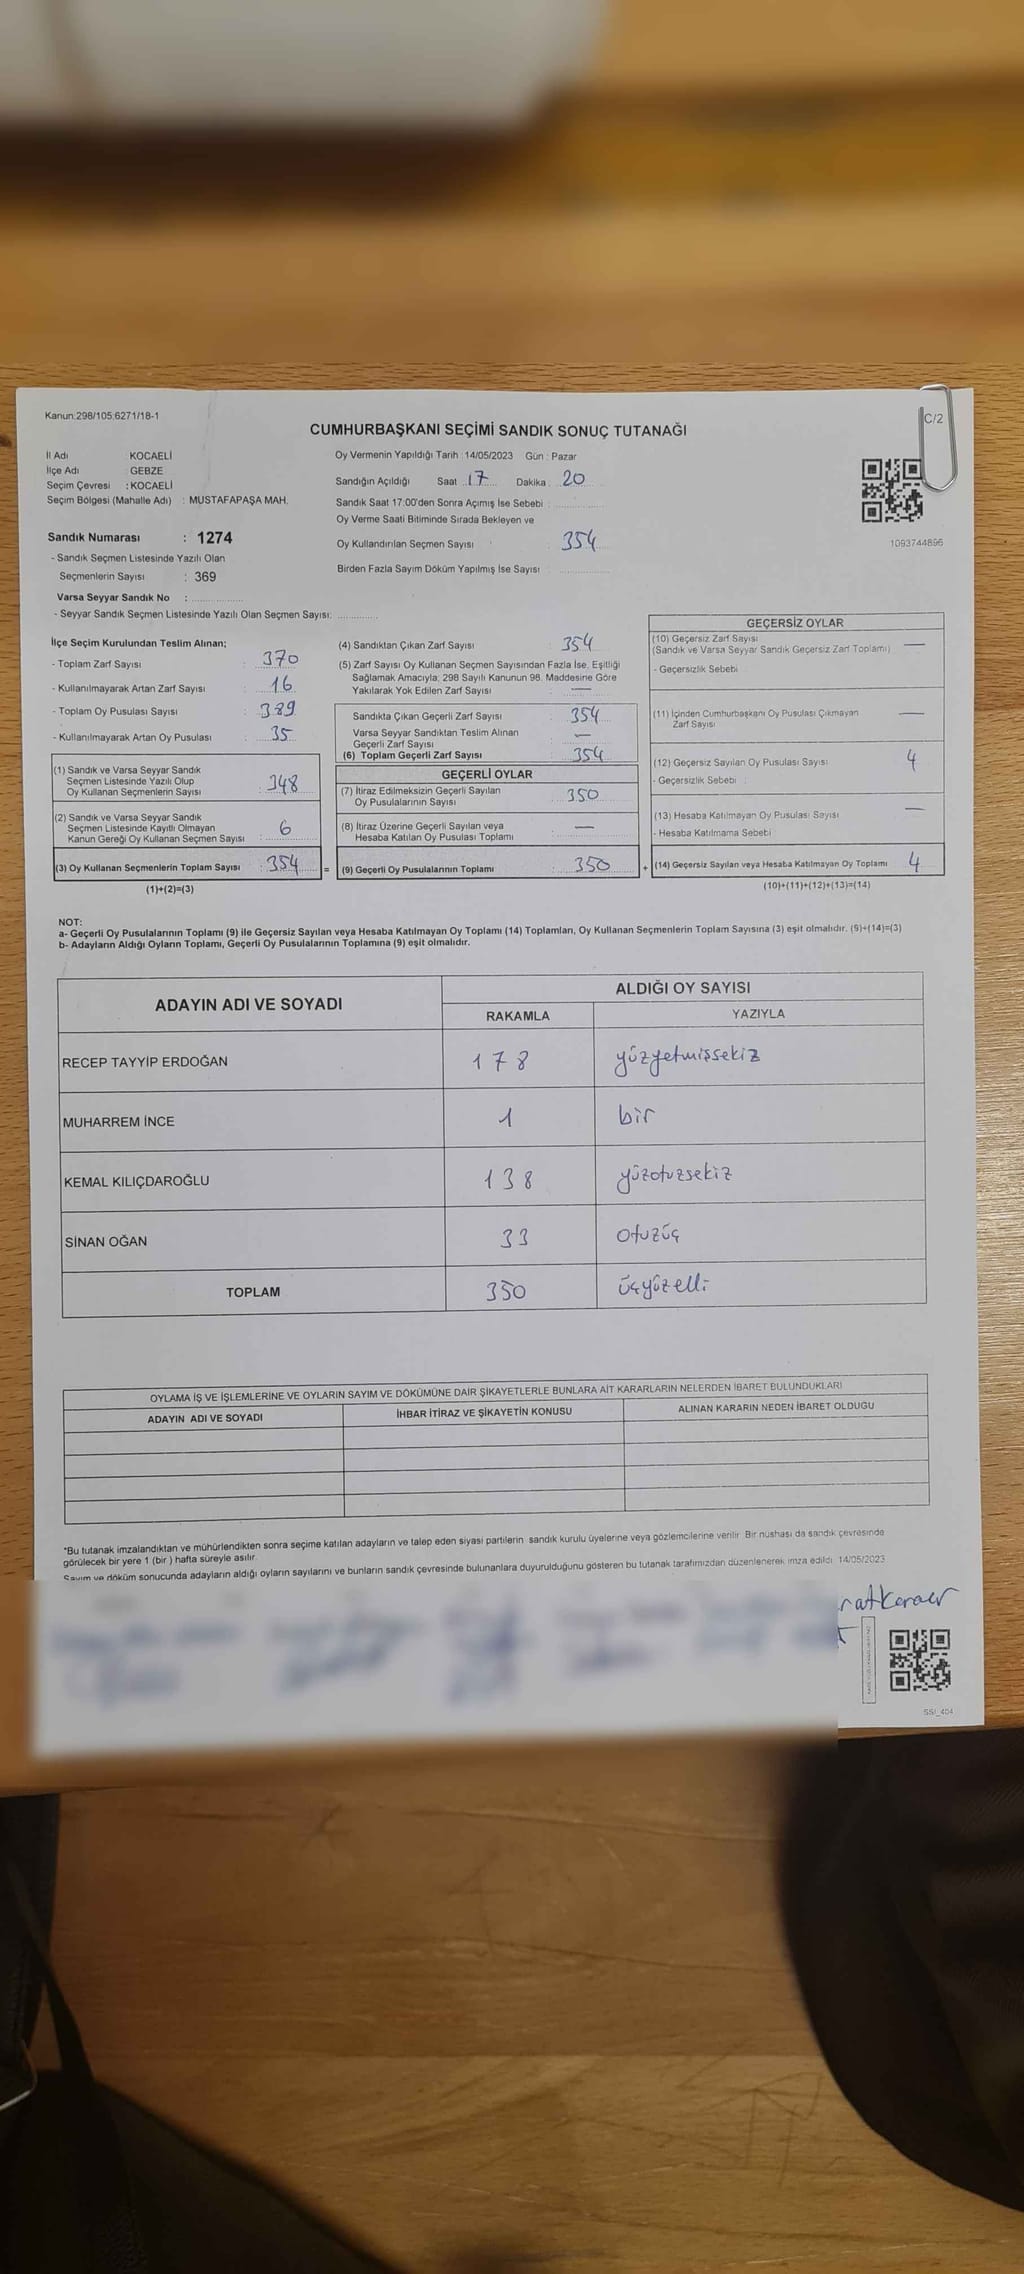 Kanun:298/105.6271/18-1
C/2
CUMHURBAŞKANI SEÇİMİ SANDIK SONUÇ TUTANAĞI
İl Adı KOCAELİ
İlçe Adı GEBZE
Seçim Çevresi : KOCAELİ
Seçim Bölgesi (Mahalle Adı) : MUSTAFAPAŞA MAH.
Sandık Numarası : 1274
- Sandık Seçmen Listesinde Yazılı Olan
Seçmenlerin Sayısı : 369
Varsa Seyyar Sandık No :
- Seyyar Sandık Seçmen Listesinde Yazılı Olan Seçmen Sayısı:
Oy Vermenin Yapıldığı Tarih : 14/05/2023 Gün : Pazar
Sandığın Açıldığı Saat 17 Dakika 20
Sandık Saat 17:00'den Sonra Açımış İse Sebebi :
Oy Verme Saati Bitiminde Sırada Bekleyen ve
Oy Kullandırılan Seçmen Sayısı : 354
Birden Fazla Sayım Döküm Yapılmış İse Sayısı :
1093744896
İlçe Seçim Kurulundan Teslim Alınan;
- Toplam Zarf Sayısı : 370
- Kullanılmayarak Artan Zarf Sayısı : 16
- Toplam Oy Pusulası Sayısı : 389
- Kullanılmayarak Artan Oy Pusulası : 35
(1) Sandık ve Varsa Seyyar Sandık
Seçmen Listesinde Yazılı Olup
Oy Kullanan Seçmenlerin Sayısı : 348
(2) Sandık ve Varsa Seyyar Sandık
Seçmen Listesinde Kayıtlı Olmayan
Kanun Gereği Oy Kullanan Seçmen Sayısı : 6
(3) Oy Kullanan Seçmenlerin Toplam Sayısı : 354 =
(1)+(2)=(3)
(4) Sandıktan Çıkan Zarf Sayısı : 354
(5) Zarf Sayısı Oy Kullanan Seçmen Sayısından Fazla İse, Eşitliği
Sağlamak Amacıyla; 298 Sayılı Kanunun 98. Maddesine Göre
Yakılarak Yok Edilen Zarf Sayısı : —
Sandıkta Çıkan Geçerli Zarf Sayısı : 354
Varsa Seyyar Sandıktan Teslim Alınan
Geçerli Zarf Sayısı : —
(6) Toplam Geçerli Zarf Sayısı : 354
GEÇERLİ OYLAR
(7) İtiraz Edilmeksizin Geçerli Sayılan
Oy Pusulalarının Sayısı : 350
(8) İtiraz Üzerine Geçerli Sayılan veya
Hesaba Katılan Oy Pusulası Toplamı : —
(9) Geçerli Oy Pusulalarının Toplamı : 350 +
GEÇERSİZ OYLAR
(10) Geçersiz Zarf Sayısı
(Sandık ve Varsa Seyyar Sandık Geçersiz Zarf Toplamı) —
- Geçersizlik Sebebi
(11) İçinden Cumhurbaşkanı Oy Pusulası Çıkmayan
Zarf Sayısı —
(12) Geçersiz Sayılan Oy Pusulası Sayısı 4
- Geçersizlik Sebebi :
(13) Hesaba Katılmayan Oy Pusulası Sayısı —
- Hesaba Katılmama Sebebi
(14) Geçersiz Sayılan veya Hesaba Katılmayan Oy Toplamı 4
(10)+(11)+(12)+(13)=(14)
NOT:
a- Geçerli Oy Pusulalarının Toplamı (9) ile Geçersiz Sayılan veya Hesaba Katılmayan Oy Toplamı (14) Toplamları, Oy Kullanan Seçmenlerin Toplam Sayısına (3) eşit olmalıdır. (9)+(14)=(3)
b- Adayların Aldığı Oyların Toplamı, Geçerli Oy Pusulalarının Toplamına (9) eşit olmalıdır.
ADAYIN ADI VE SOYADI ALDIĞI OY SAYISI
RAKAMLA YAZIYLA
RECEP TAYYİP ERDOĞAN 178 yüzyetmişsekiz
MUHARREM İNCE 1 bir
KEMAL KILIÇDAROĞLU 138 yüzotuzsekiz
SİNAN OĞAN 33 otuzüç
TOPLAM 350 üçyüzelli
OYLAMA İŞ VE İŞLEMLERİNE VE OYLARIN SAYIM VE DÖKÜMÜNE DAİR ŞİKAYETLERLE BUNLARA AİT KARARLARIN NELERDEN İBARET BULUNDUKLARI
ADAYIN ADI VE SOYADI İHBAR İTİRAZ VE ŞİKAYETİN KONUSU ALINAN KARARIN NEDEN İBARET OLDUĞU
*Bu tutanak imzalandıktan ve mühürlendikten sonra seçime katılan adayların ve talep eden siyasi partilerin sandık kurulu üyelerine veya gözlemcilerine verilir. Bir nüshası da sandık çevresinde
görülecek bir yere 1 (bir ) hafta süreyle asılır.
Sayım ve döküm sonucunda adayların aldığı oyların sayılarını ve bunların sandık çevresinde bulunanlara duyurulduğunu gösteren bu tutanak tarafımızdan düzenlenerek imza edildi. 14/05/2023
SSI_404